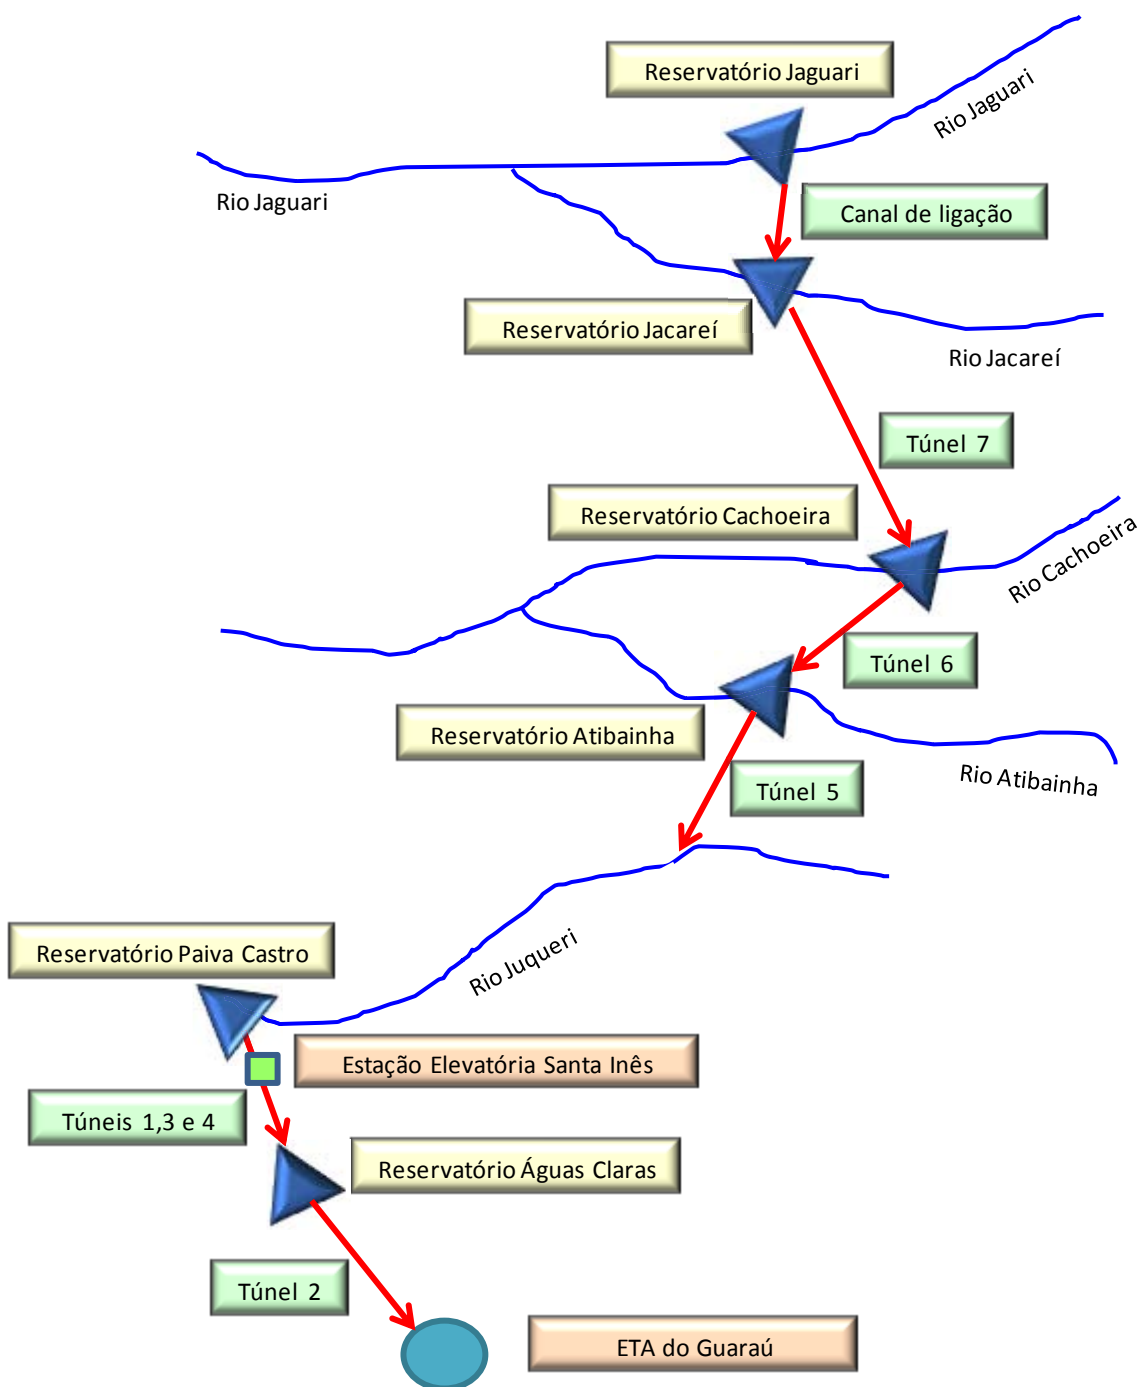 Reservatório Jaguari
Rio Jaguari
Rio Jaguari
Canal de ligação
Reservatório Jacareí
Rio Jacareí
Túnel 7
Reservatório Cachoeira
Rio Cachoeira
Túnel 6
Reservatório Atibainha
Rio Atibainha
Túnel 5
Rio Juqueri
Reservatório Paiva Castro
Estação Elevatória Santa Inês
Túneis 1,3 e 4
Reservatório Águas Claras
Túnel 2
ETA do Guaraú